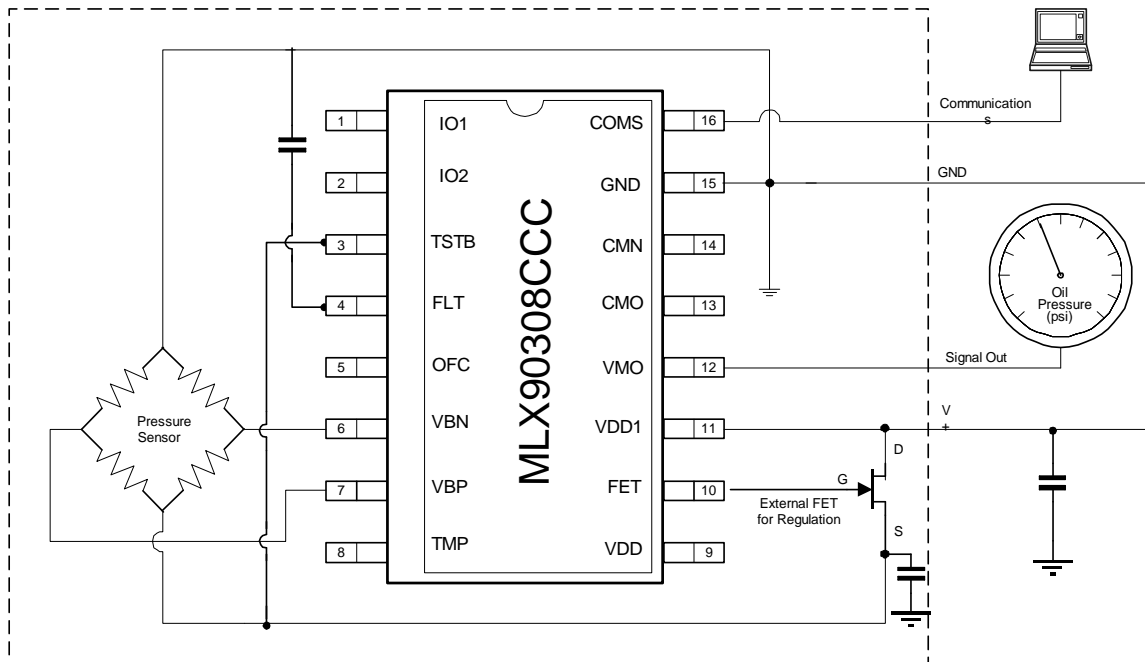 1
IO1
COMS
16
Communication
s
2
IO2
GND
15
GND
3
TSTB
CMN
14
4
FLT
CMO
13
Oil
Pressure
(psi)
5
OFC
VMO
12
Signal Out
Pressure
Sensor
6
VBN
VDD1
11
V
+
D
7
VBP
FET
10
G
External FET
for Regulation
S
8
TMP
VDD
9
MLX90308CCC